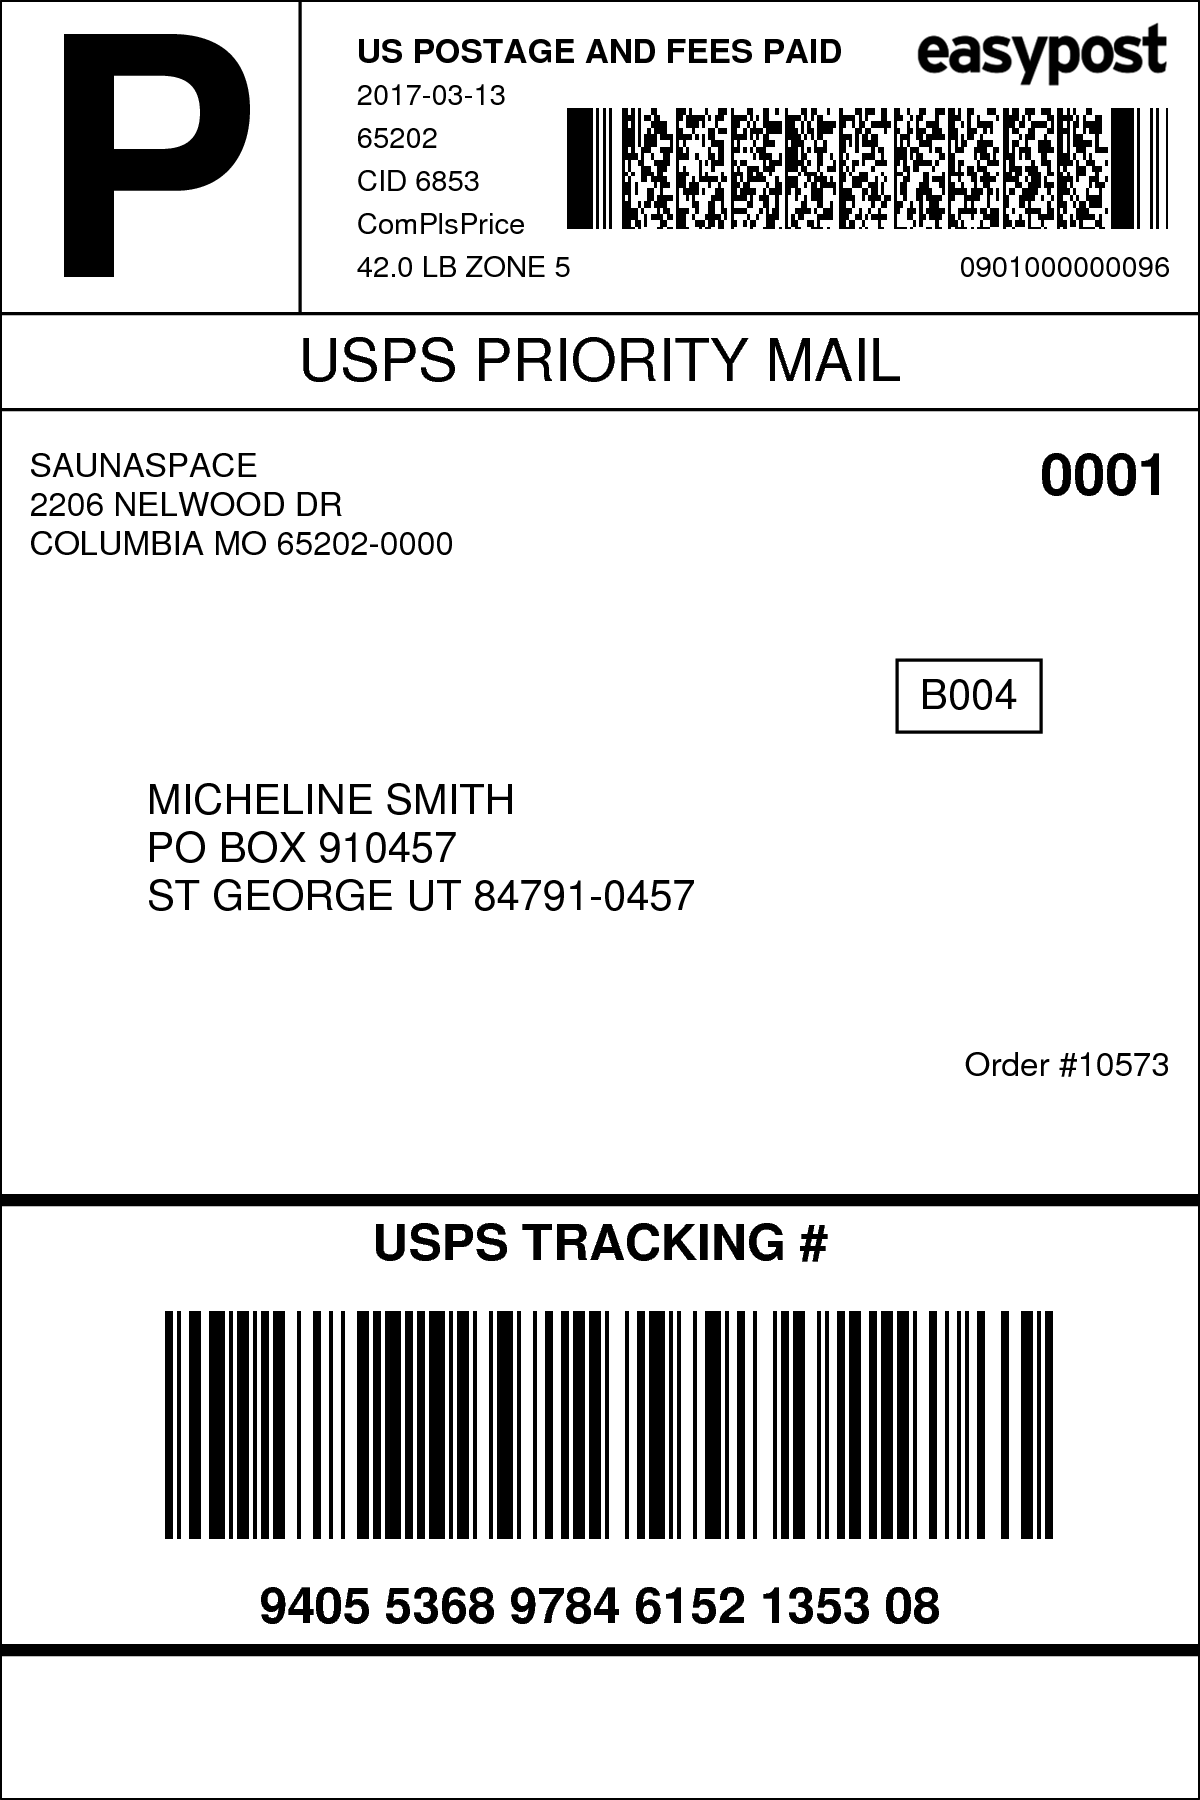 P
US POSTAGE AND FEES PAID
easypost
2017-03-13
65202
CID 6853
ComPlsPrice
42.0 LB ZONE 5
0901000000096
USPS PRIORITY MAIL
SAUNASPACE
2206 NELWOOD DR
COLUMBIA MO 65202-0000
0001
B004
MICHELINE SMITH
PO BOX 910457
ST GEORGE UT 84791-0457
Order #10573
USPS TRACKING #
9405 5368 9784 6152 1353 08